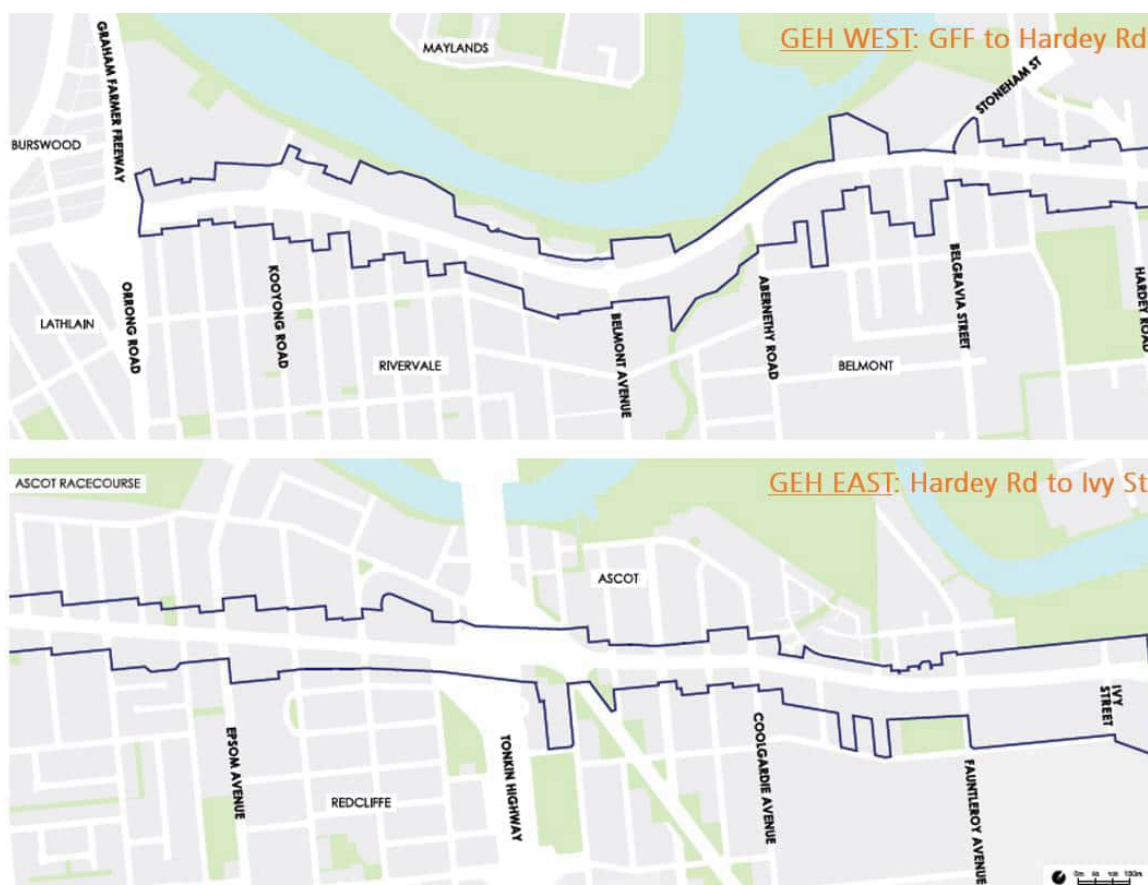 GEH WEST: GFF to Hardey Rd
MAYLANDS
GRAHAM FARMER FREEWAY
STONEHAM ST
BURSWOOD
ORRONG ROAD
KOOYONG ROAD
LATHLAIN
RIVERVALE
BELMONT AVENUE
ABERNETHY ROAD
BELMONT
BELGRAVIA STREET
HARDEY ROAD
GEH EAST: Hardey Rd to Ivy St
ASCOT RACECOURSE
ASCOT
EPSOM AVENUE
REDCLIFFE
TONKIN HIGHWAY
COOLGARDIE AVENUE
FAUNTLEROY AVENUE
IVY
STREET
0m